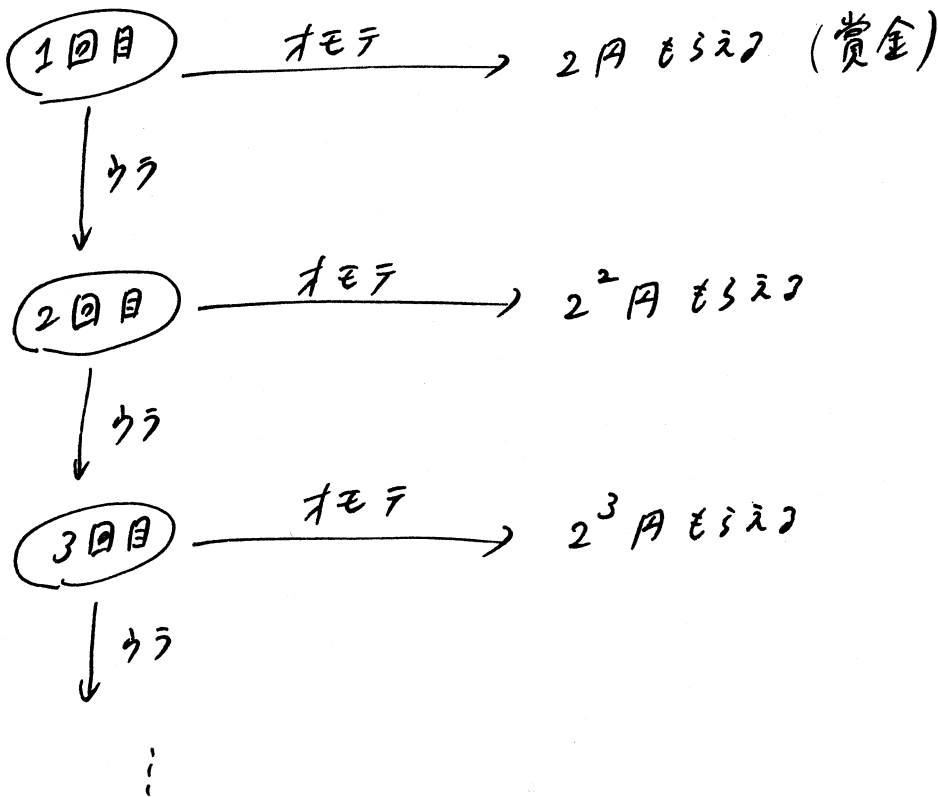 1回目 オモテ 2円もらえる (賞金)
ウラ
2回目 オモテ 2²円もらえる
ウラ
3回目 オモテ 2³円もらえる
ウラ
⋮